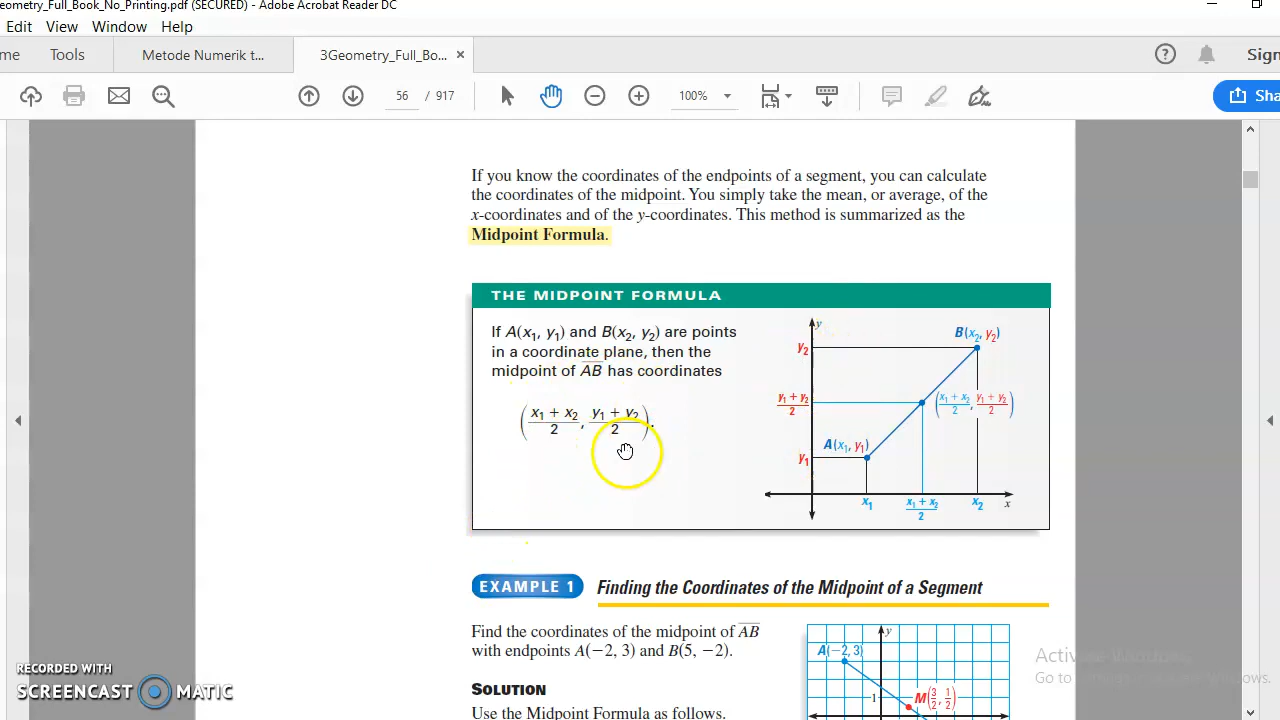 eometry_Full_Book_No_Printing.pdf (SECURED) - Adobe Acrobat Reader DC
Edit View Window Help
me Tools Metode Numerik t... 3Geometry_Full_Bo... × Sign
56 / 917 100% Sha
If you know the coordinates of the endpoints of a segment, you can calculate
the coordinates of the midpoint. You simply take the mean, or average, of the
x-coordinates and of the y-coordinates. This method is summarized as the
Midpoint Formula.
THE MIDPOINT FORMULA
If A(x₁, y₁) and B(x₂, y₂) are points
in a coordinate plane, then the
midpoint of A̅B̅ has coordinates
((x₁ + x₂)/2, (y₁ + y₂)/2).
y
B(x₂, y₂)
y₂
(y₁ + y₂)/2
((x₁ + x₂)/2, (y₁ + y₂)/2)
A(x₁, y₁)
y₁
x₁ (x₁ + x₂)/2 x₂ x
EXAMPLE 1 Finding the Coordinates of the Midpoint of a Segment
Find the coordinates of the midpoint of A̅B̅
with endpoints A(−2, 3) and B(5, −2).
SOLUTION
Use the Midpoint Formula as follows.
y
A(−2, 3)
M(3/2, 1/2)
1
RECORDED WITH
SCREENCAST MATIC